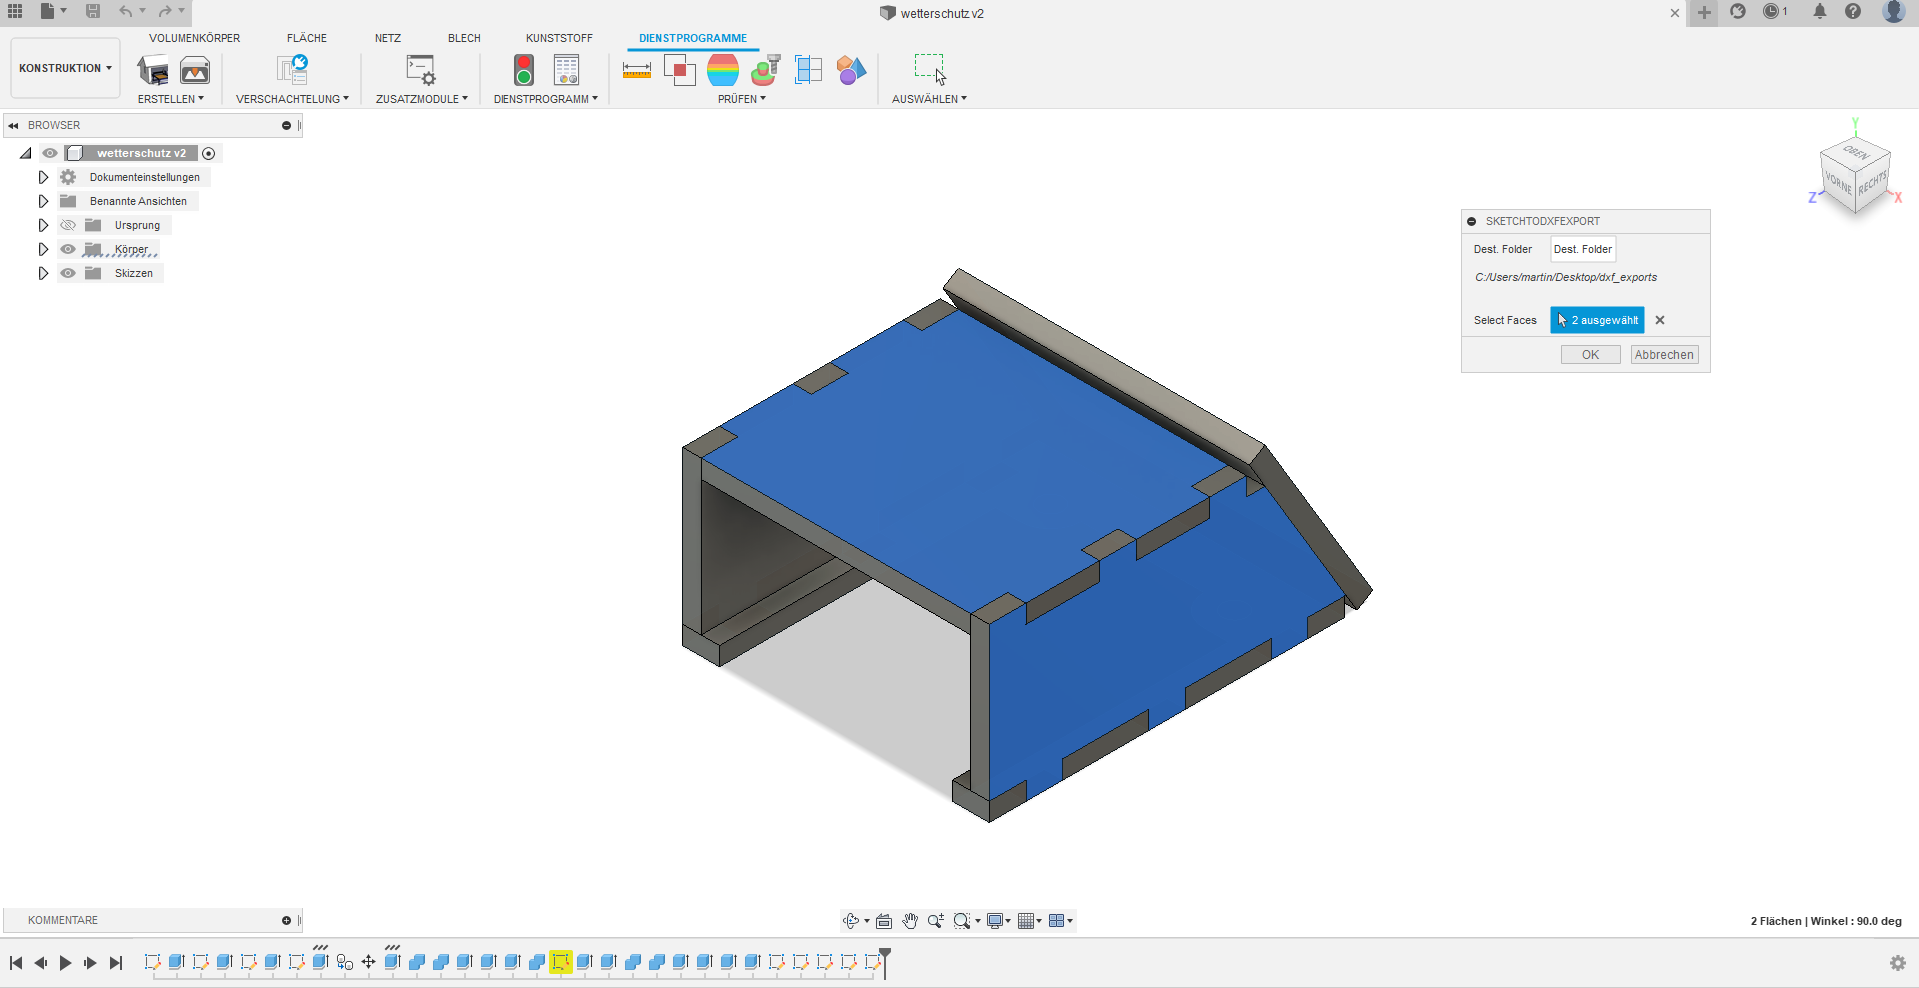 wetterschutz v2
1
KONSTRUKTION
VOLUMENKÖRPER
FLÄCHE
NETZ
BLECH
KUNSTSTOFF
DIENSTPROGRAMME
ERSTELLEN
VERSCHACHTELUNG
ZUSATZMODULE
DIENSTPROGRAMM
PRÜFEN
AUSWÄHLEN
BROWSER
wetterschutz v2
Dokumenteinstellungen
Benannte Ansichten
Ursprung
Körper
Skizzen
Y
OBEN
VORNE
RECHTS
Z
X
SKETCHTODXFEXPORT
Dest. Folder
Dest. Folder
C:/Users/martin/Desktop/dxf_exports
Select Faces
2 ausgewählt
OK
Abbrechen
KOMMENTARE
2 Flächen | Winkel : 90.0 deg